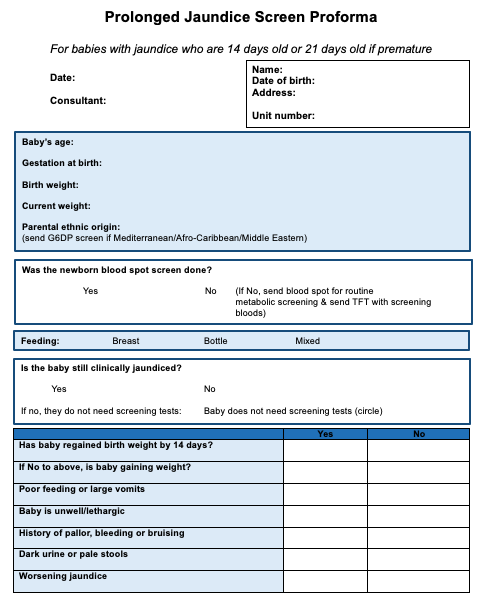 Prolonged Jaundice Screen Proforma
For babies with jaundice who are 14 days old or 21 days old if premature
Date:
Consultant:
Name:
Date of birth:
Address:
Unit number:
Baby's age:
Gestation at birth:
Birth weight:
Current weight:
Parental ethnic origin:
(send G6DP screen if Mediterranean/Afro-Caribbean/Middle Eastern)
Was the newborn blood spot screen done?
Yes No (If No, send blood spot for routine
metabolic screening & send TFT with screening
bloods)
Feeding: Breast Bottle Mixed
Is the baby still clinically jaundiced?
Yes No
If no, they do not need screening tests: Baby does not need screening tests (circle)
Yes No
Has baby regained birth weight by 14 days?
If No to above, is baby gaining weight?
Poor feeding or large vomits
Baby is unwell/lethargic
History of pallor, bleeding or bruising
Dark urine or pale stools
Worsening jaundice